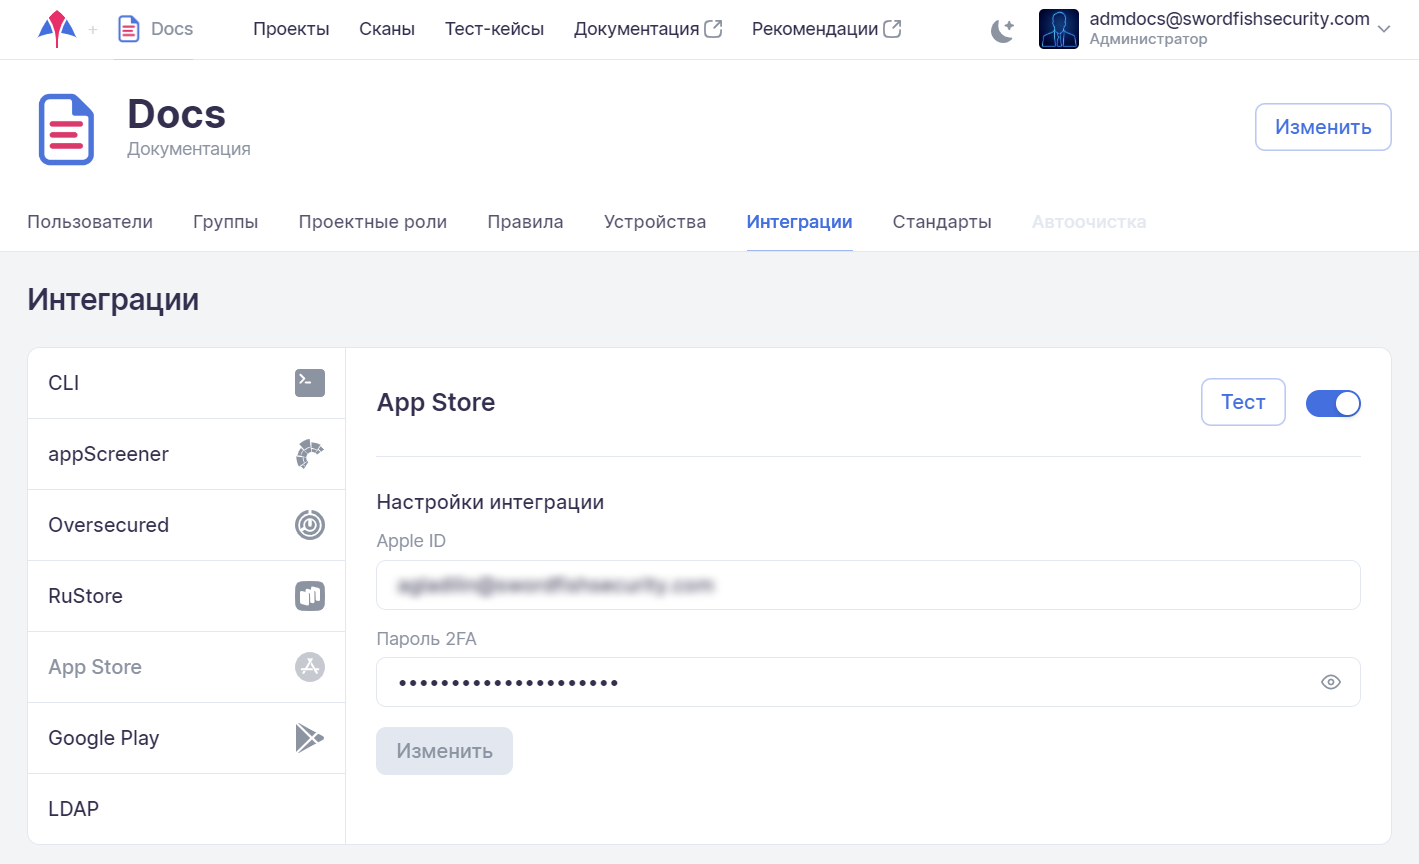 Docs Проекты Сканы Тест-кейсы Документация Рекомендации admdocs@swordfishsecurity.com
Администратор
Docs
Документация
Изменить
Пользователи Группы Проектные роли Правила Устройства Интеграции Стандарты Автоочистка
Интеграции
CLI
appScreener
Oversecured
RuStore
App Store
Google Play
LDAP
App Store
Тест
Настройки интеграции
Apple ID
Пароль 2FA
Изменить